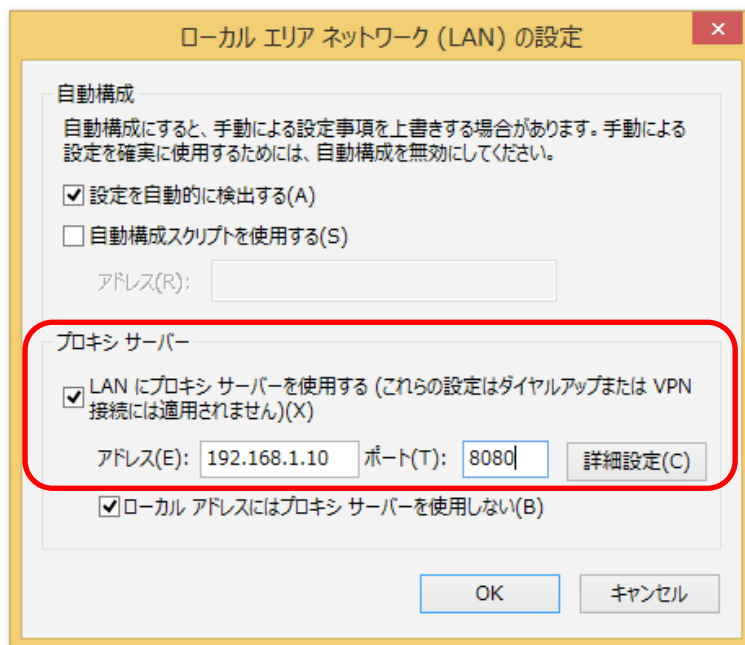 ローカル エリア ネットワーク (LAN) の設定
自動構成
自動構成にすると、手動による設定事項を上書きする場合があります。手動による
設定を確実に使用するためには、自動構成を無効にしてください。
設定を自動的に検出する(A)
自動構成スクリプトを使用する(S)
アドレス(R):
プロキシ サーバー
LAN にプロキシ サーバーを使用する (これらの設定はダイヤルアップまたは VPN
接続には適用されません)(X)
アドレス(E): 192.168.1.10 ポート(T): 8080 詳細設定(C)
ローカル アドレスにはプロキシ サーバーを使用しない(B)
OK キャンセル